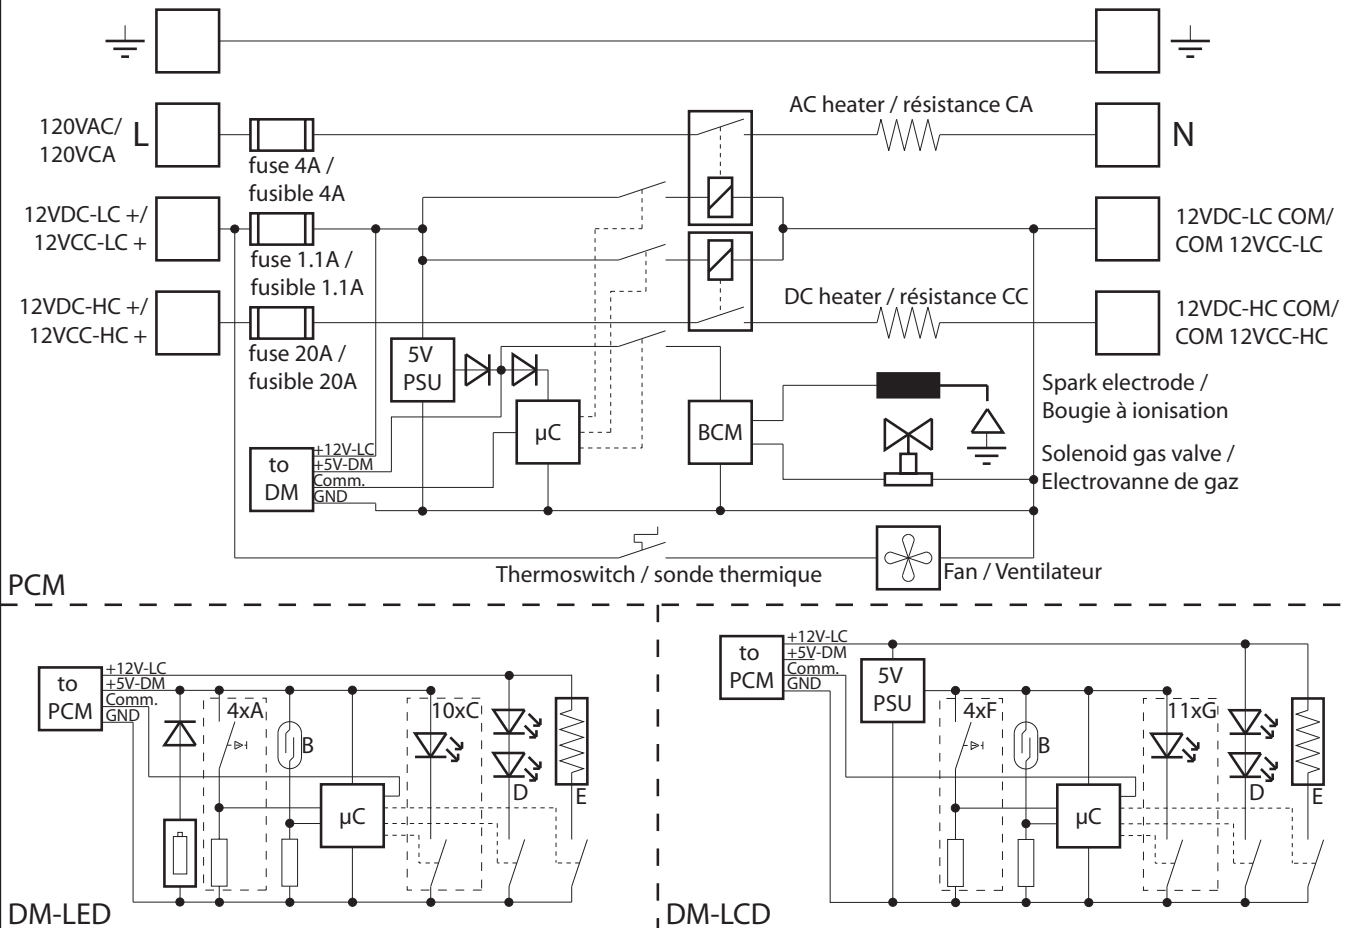 AC heater / résistance CA
120VAC/
120VCA
L
N
fuse 4A /
fusible 4A
12VDC-LC +/
12VCC-LC +
12VDC-LC COM/
COM 12VCC-LC
fuse 1.1A /
fusible 1.1A
12VDC-HC +/
12VCC-HC +
DC heater / résistance CC
12VDC-HC COM/
COM 12VCC-HC
fuse 20A /
fusible 20A
5V
PSU
µC
BCM
Spark electrode /
Bougie à ionisation
Solenoid gas valve /
Electrovanne de gaz
to
DM
+12V-LC
+5V-DM
Comm.
GND
Thermoswitch / sonde thermique
Fan / Ventilateur
PCM
to
PCM
+12V-LC
+5V-DM
Comm.
GND
4xA
B
10xC
D
E
µC
DM-LED
to
PCM
+12V-LC
+5V-DM
Comm.
GND
5V
PSU
4xF
B
11xG
D
E
µC
DM-LCD